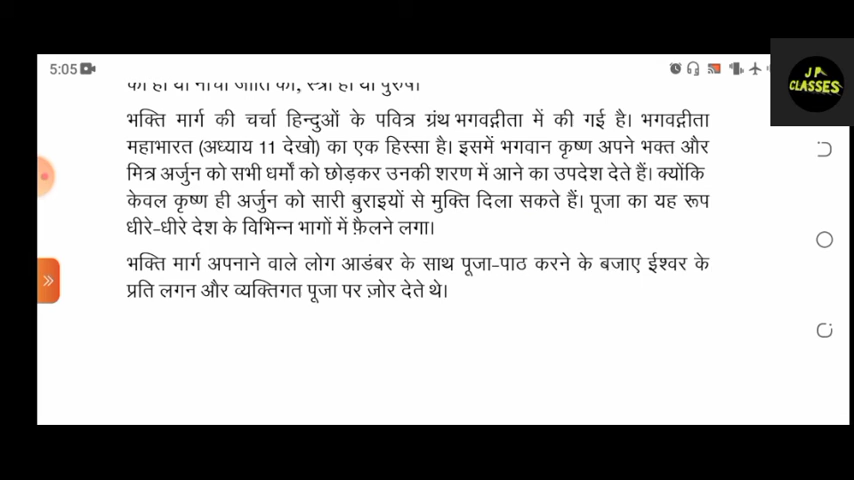 5:05
J P
CLASSES
को हो या नीची जाति का, स्त्री हो या पुरुष।
भक्ति मार्ग की चर्चा हिन्दुओं के पवित्र ग्रंथ भगवद्गीता में की गई है। भगवद्गीता
महाभारत (अध्याय 11 देखो) का एक हिस्सा है। इसमें भगवान कृष्ण अपने भक्त और
मित्र अर्जुन को सभी धर्मों को छोड़कर उनकी शरण में आने का उपदेश देते हैं। क्योंकि
केवल कृष्ण ही अर्जुन को सारी बुराइयों से मुक्ति दिला सकते हैं। पूजा का यह रूप
धीरे-धीरे देश के विभिन्न भागों में फ़ैलने लगा।
भक्ति मार्ग अपनाने वाले लोग आडंबर के साथ पूजा-पाठ करने के बजाए ईश्वर के
प्रति लगन और व्यक्तिगत पूजा पर ज़ोर देते थे।